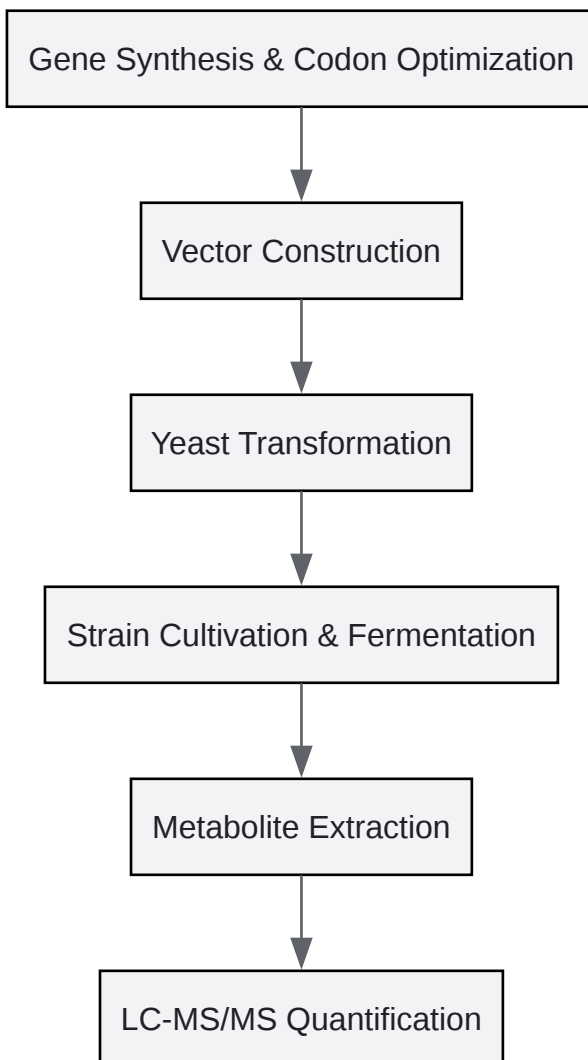 Gene Synthesis & Codon Optimization
Vector Construction
Yeast Transformation
Strain Cultivation & Fermentation
Metabolite Extraction
LC-MS/MS Quantification